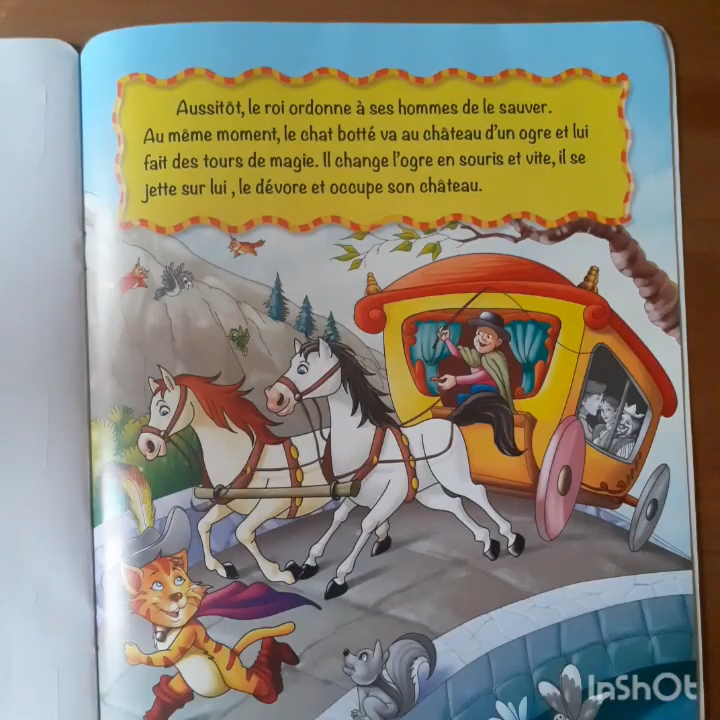 Aussitôt, le roi ordonne à ses hommes de le sauver.
Au même moment, le chat botté va au château d'un ogre et lui
fait des tours de magie. Il change l'ogre en souris et vite, il se
jette sur lui , le dévore et occupe son château.
InShOt